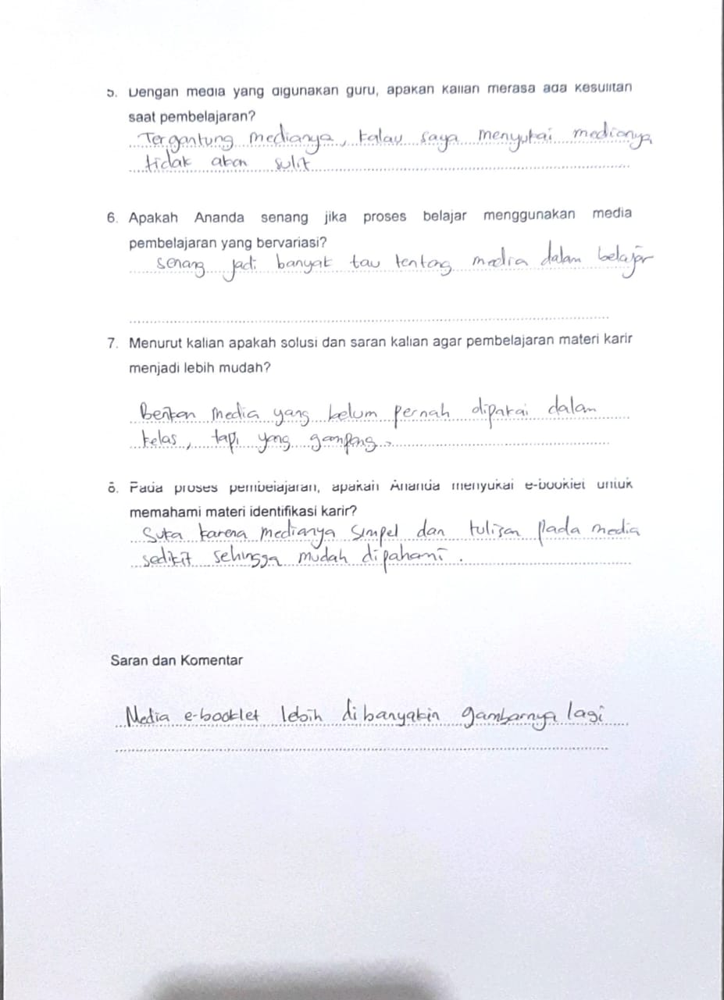 5. Dengan media yang digunakan guru, apakah kalian merasa ada kesulitan
saat pembelajaran?
Tergantung medianya, kalau saya menyukai medianya
tidak akan sulit
6. Apakah Ananda senang jika proses belajar menggunakan media
pembelajaran yang bervariasi?
senang jadi banyak tau tentang media dalam belajar
7. Menurut kalian apakah solusi dan saran kalian agar pembelajaran materi karir
menjadi lebih mudah?
Berikan media yang belum pernah dipakai dalam
kelas, tapi yang gampang.
8. Pada proses pembelajaran, apakah Ananda menyukai e-booklet untuk
memahami materi identifikasi karir?
Suka karena medianya simpel dan tulisan pada media
sedikit sehingga mudah dipahami.
Saran dan Komentar
Media e-booklet lebih dibanyakin gambarnya lagi